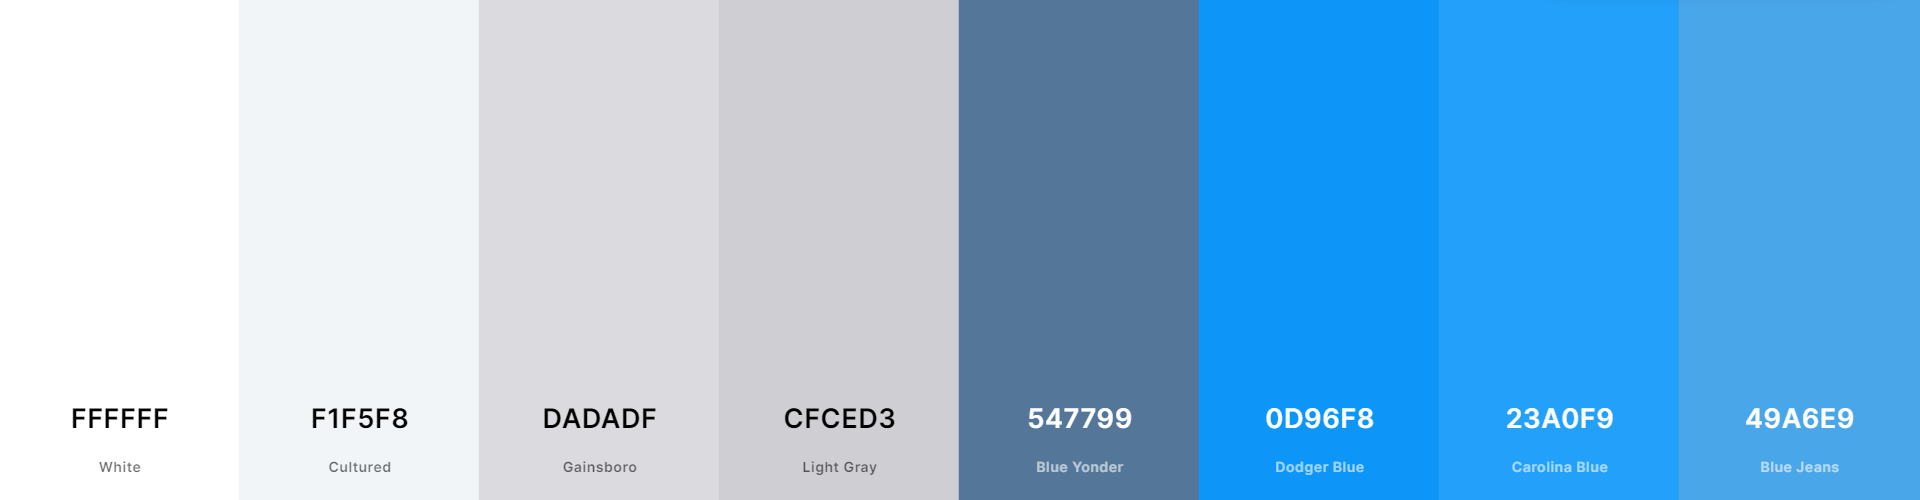 FFFFFF
F1F5F8
DADADF
CFCED3
547799
0D96F8
23A0F9
49A6E9
White
Cultured
Gainsboro
Light Gray
Blue Yonder
Dodger Blue
Carolina Blue
Blue Jeans